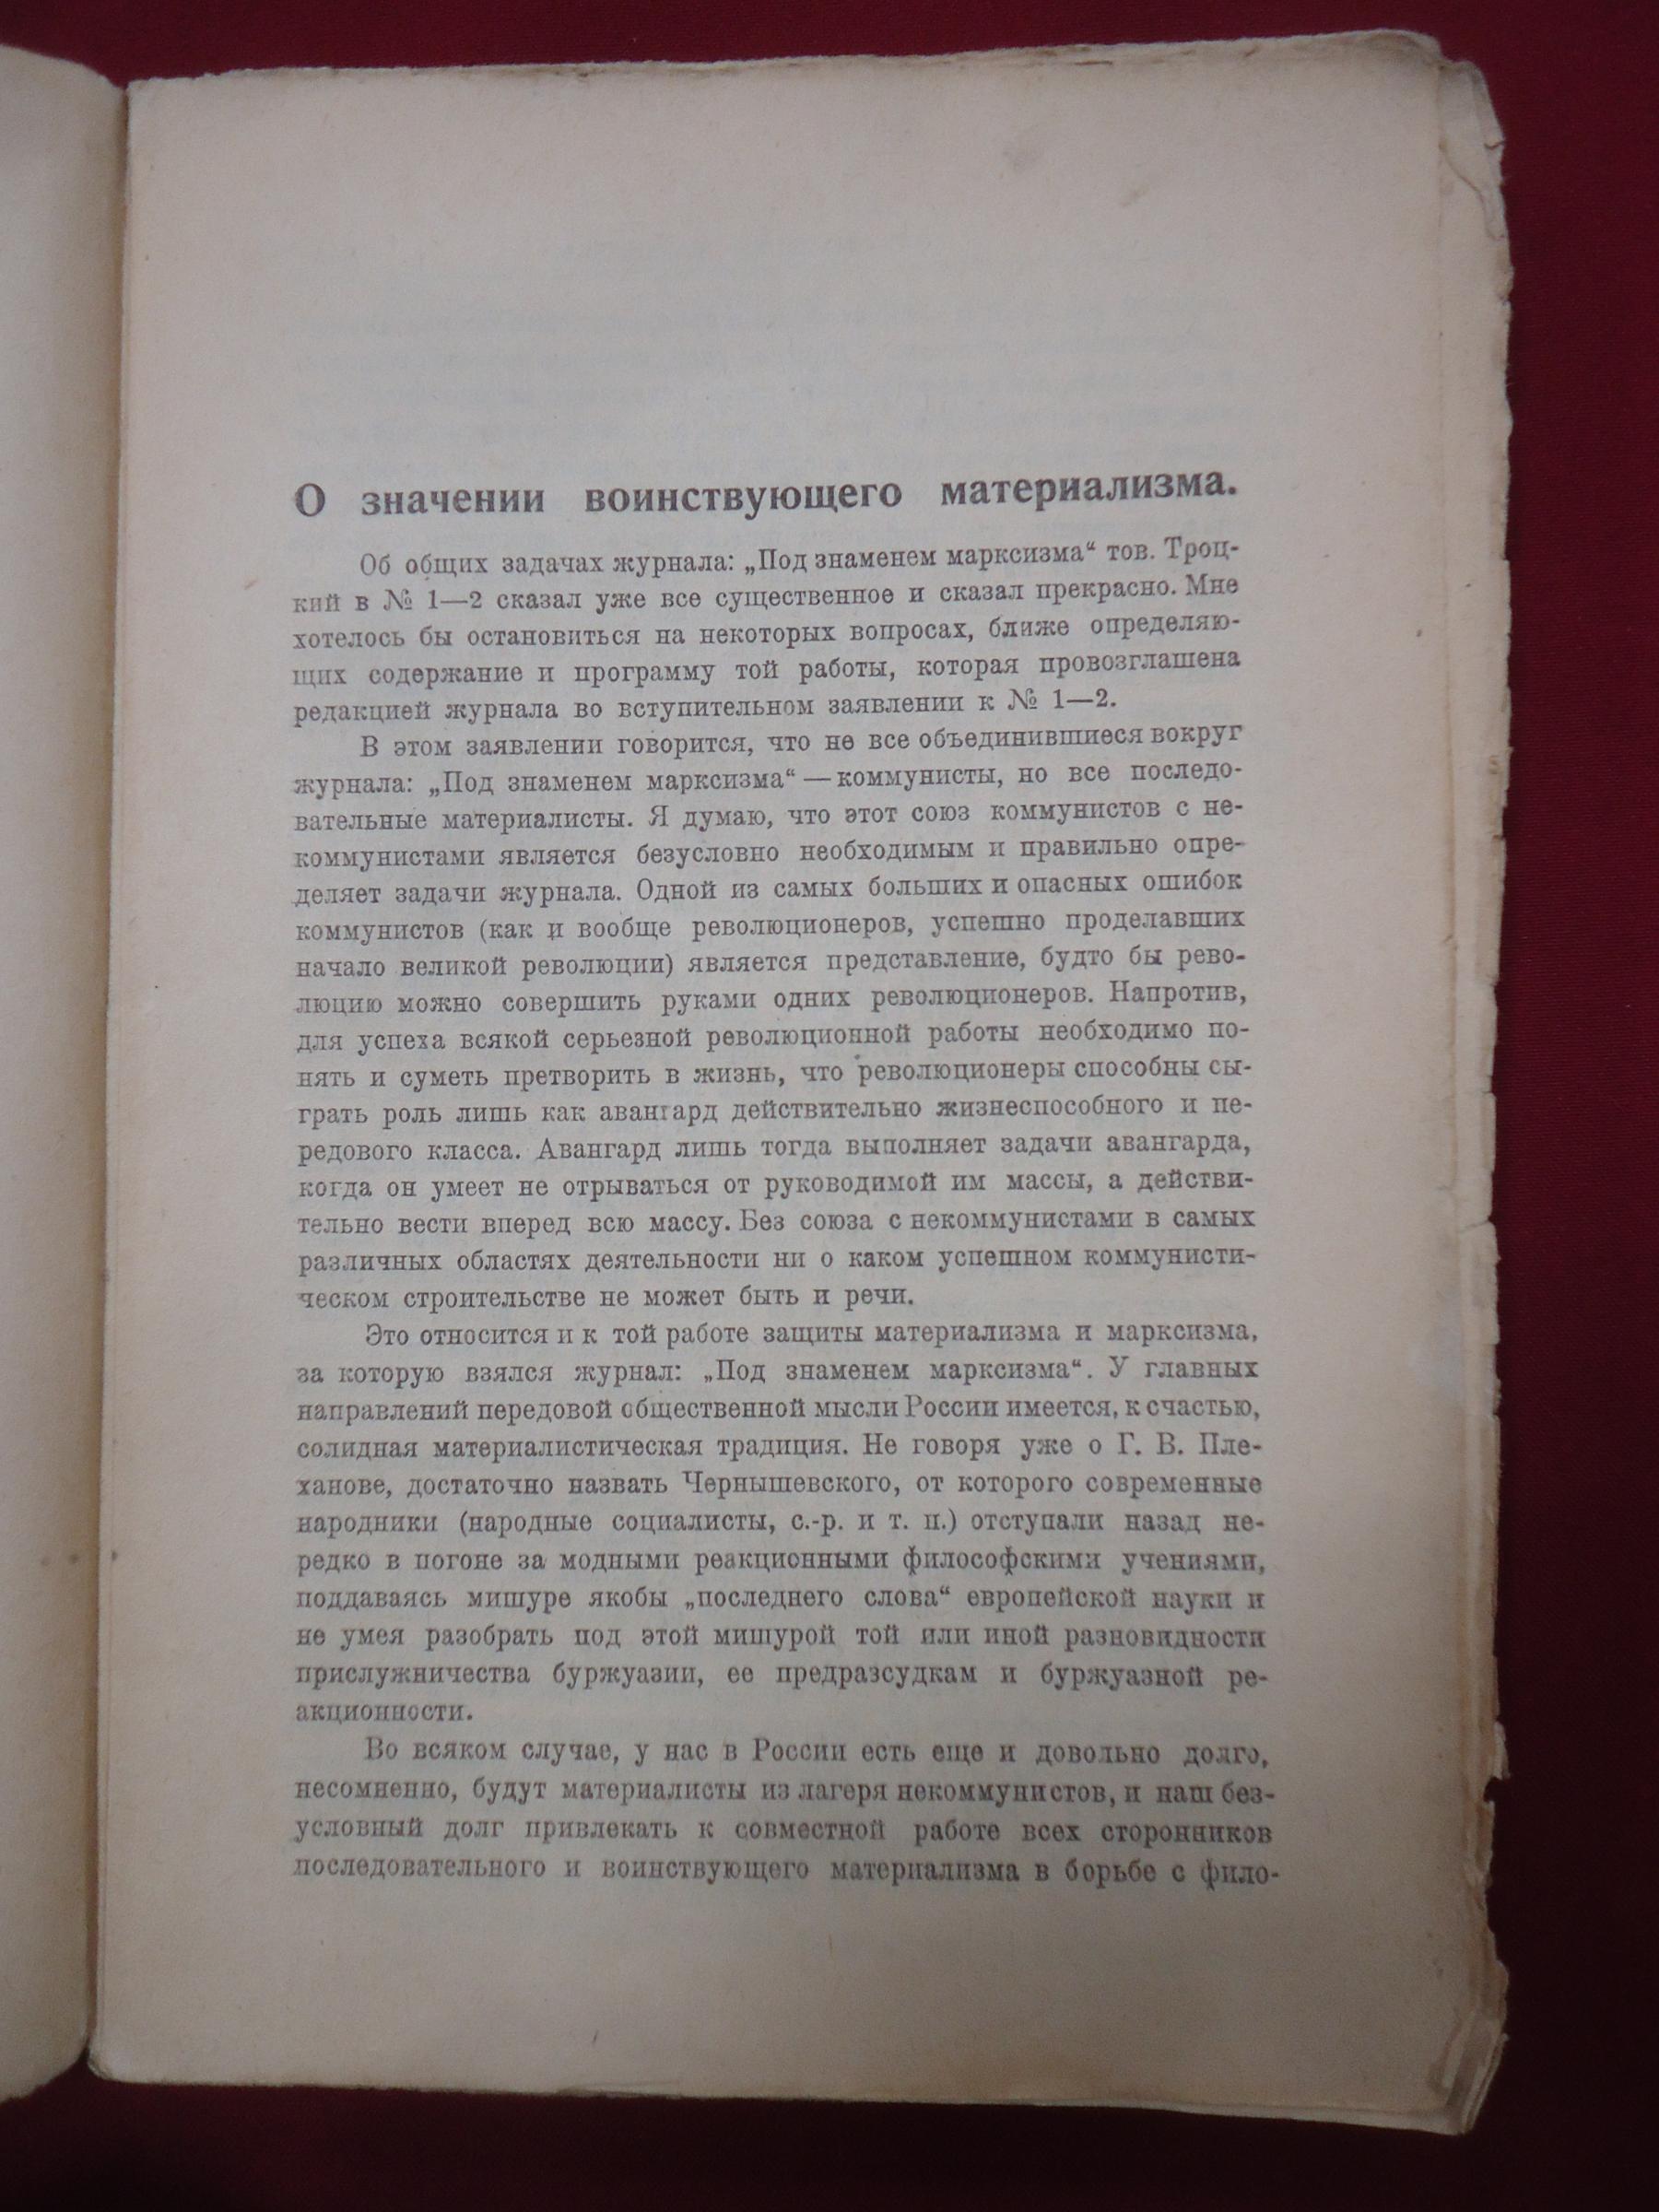 О значении воинствующего материализма.
Об общих задачах журнала: „Под знаменем марксизма“ тов. Троц-
кий в № 1—2 сказал уже все существенное и сказал прекрасно. Мне
хотелось бы остановиться на некоторых вопросах, ближе определяю-
щих содержание и программу той работы, которая провозглашена
редакцией журнала во вступительном заявлении к № 1—2.
В этом заявлении говорится, что не все объединившиеся вокруг
журнала: „Под знаменем марксизма“ — коммунисты, но все последо-
вательные материалисты. Я думаю, что этот союз коммунистов с не-
коммунистами является безусловно необходимым и правильно опре-
деляет задачи журнала. Одной из самых больших и опасных ошибок
коммунистов (как и вообще революционеров, успешно проделавших
начало великой революции) является представление, будто бы рево-
люцию можно совершить руками одних революционеров. Напротив,
для успеха всякой серьезной революционной работы необходимо по-
нять и суметь претворить в жизнь, что революционеры способны сы-
грать роль лишь как авангард действительно жизнеспособного и пе-
редового класса. Авангард лишь тогда выполняет задачи авангарда,
когда он умеет не отрываться от руководимой им массы, а действи-
тельно вести вперед всю массу. Без союза с некоммунистами в самых
различных областях деятельности ни о каком успешном коммунисти-
ческом строительстве не может быть и речи.
Это относится и к той работе защиты материализма и марксизма,
за которую взялся журнал: „Под знаменем марксизма“. У главных
направлений передовой общественной мысли России имеется, к счастью,
солидная материалистическая традиция. Не говоря уже о Г. В. Пле-
ханове, достаточно назвать Чернышевского, от которого современные
народники (народные социалисты, с.-р. и т. п.) отступали назад не-
редко в погоне за модными реакционными философскими учениями,
поддаваясь мишуре якобы „последнего слова“ европейской науки и
не умея разобрать под этой мишурой той или иной разновидности
прислужничества буржуазии, ее предразсудкам и буржуазной ре-
акционности.
Во всяком случае, у нас в России есть еще и довольно долго,
несомненно, будут материалисты из лагеря некоммунистов, и наш без-
условный долг привлекать к совместной работе всех сторонников
последовательного и воинствующего материализма в борьбе с фило-